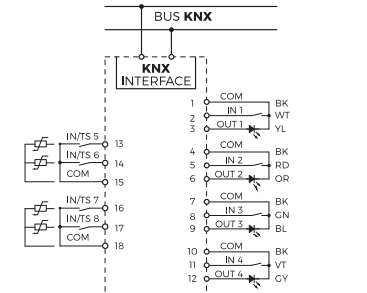 BUS KNX
KNX
INTERFACE
1 COM BK
2 IN 1 WT
3 OUT 1 YL
4 COM BK
5 IN 2 RD
6 OUT 2 OR
7 COM BK
8 IN 3 GN
9 OUT 3 BL
10 COM BK
11 IN 4 VT
12 OUT 4 GY
IN/TS 5 13
IN/TS 6 14
COM 15
IN/TS 7 16
IN/TS 8 17
COM 18